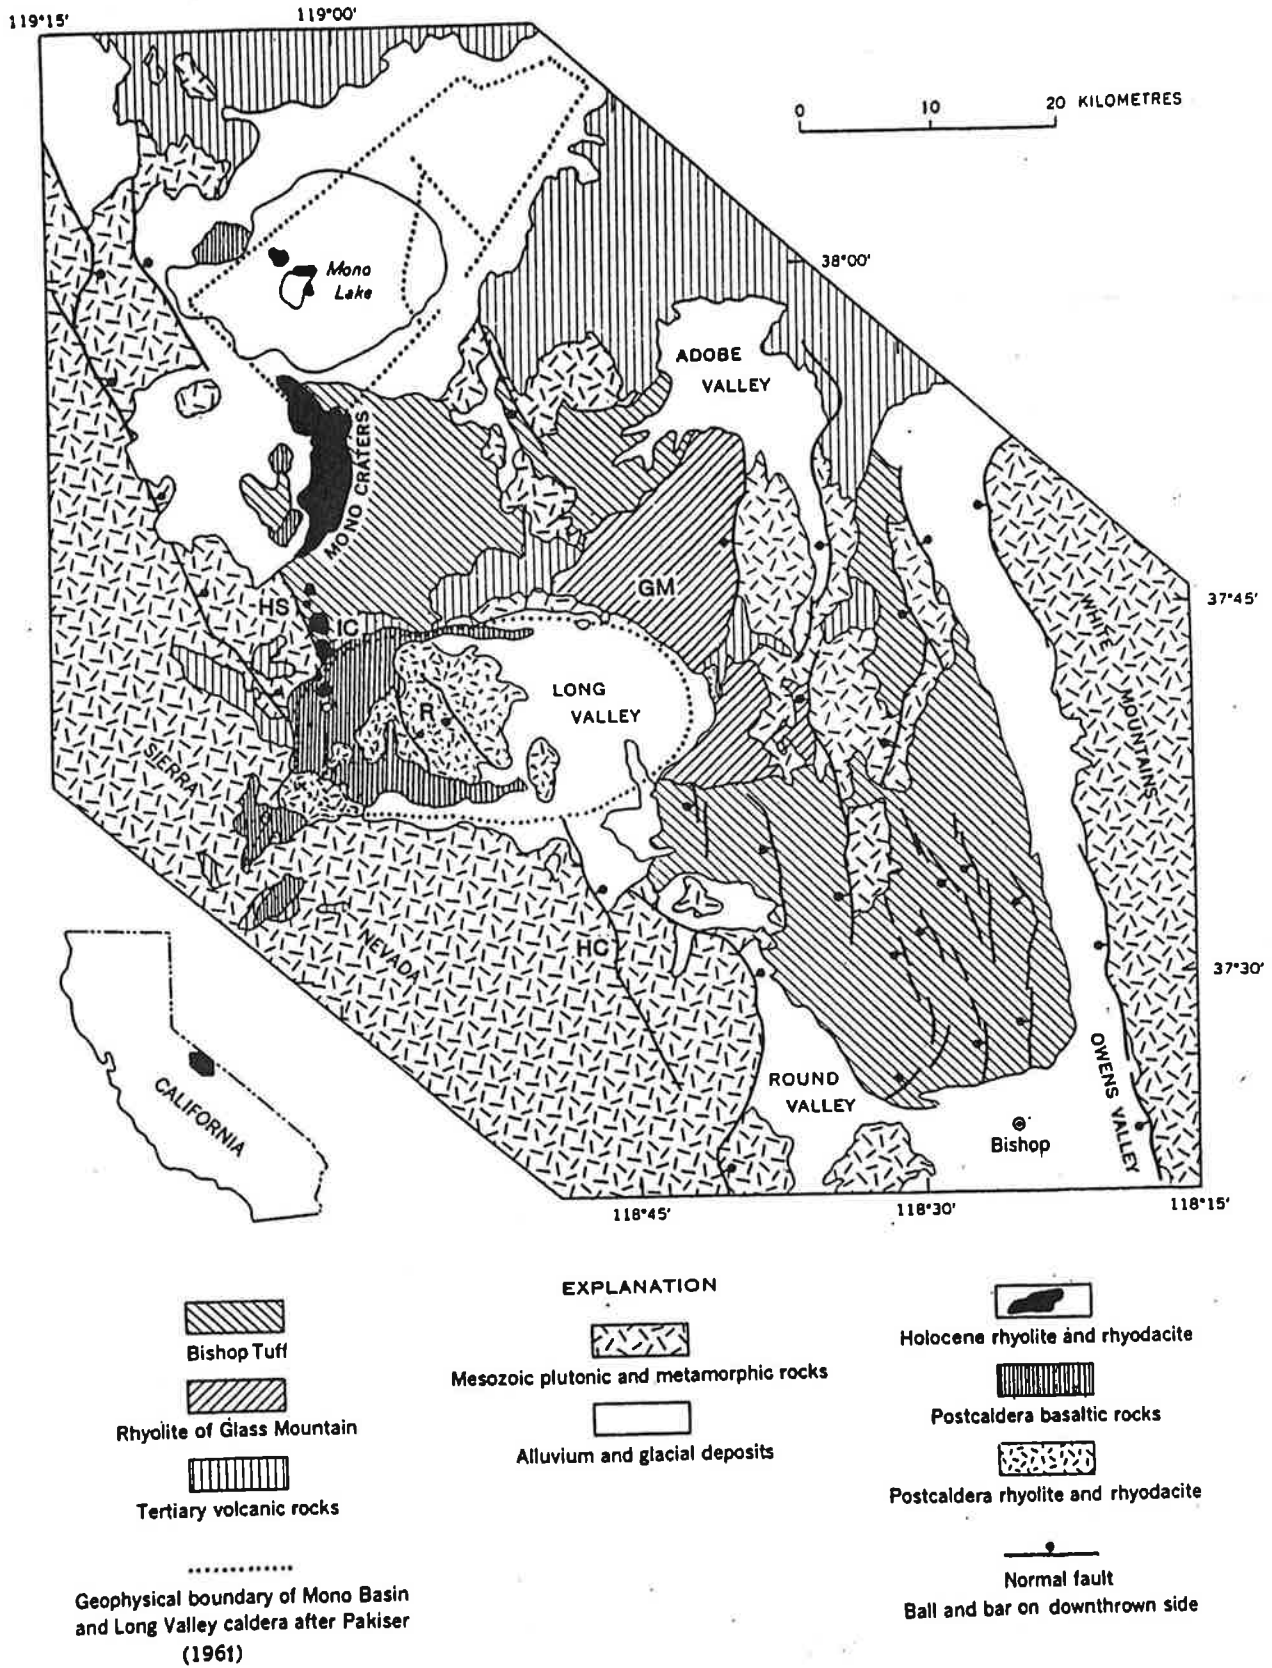 119°15'
119°00'
0 10 20 KILOMETRES
38°00'
Mono
Lake
ADOBE
VALLEY
MONO CRATERS
GM
37°45'
HS
IC
WHITE MOUNTAINS
LONG
VALLEY
R
SIERRA NEVADA
HC
37°30'
CALIFORNIA
ROUND
VALLEY
OWENS VALLEY
Bishop
118°45'
118°30'
118°15'
EXPLANATION
Bishop Tuff
Rhyolite of Glass Mountain
Tertiary volcanic rocks
Geophysical boundary of Mono Basin
and Long Valley caldera after Pakiser
(1961)
Mesozoic plutonic and metamorphic rocks
Alluvium and glacial deposits
Holocene rhyolite and rhyodacite
Postcaldera basaltic rocks
Postcaldera rhyolite and rhyodacite
Normal fault
Ball and bar on downthrown side